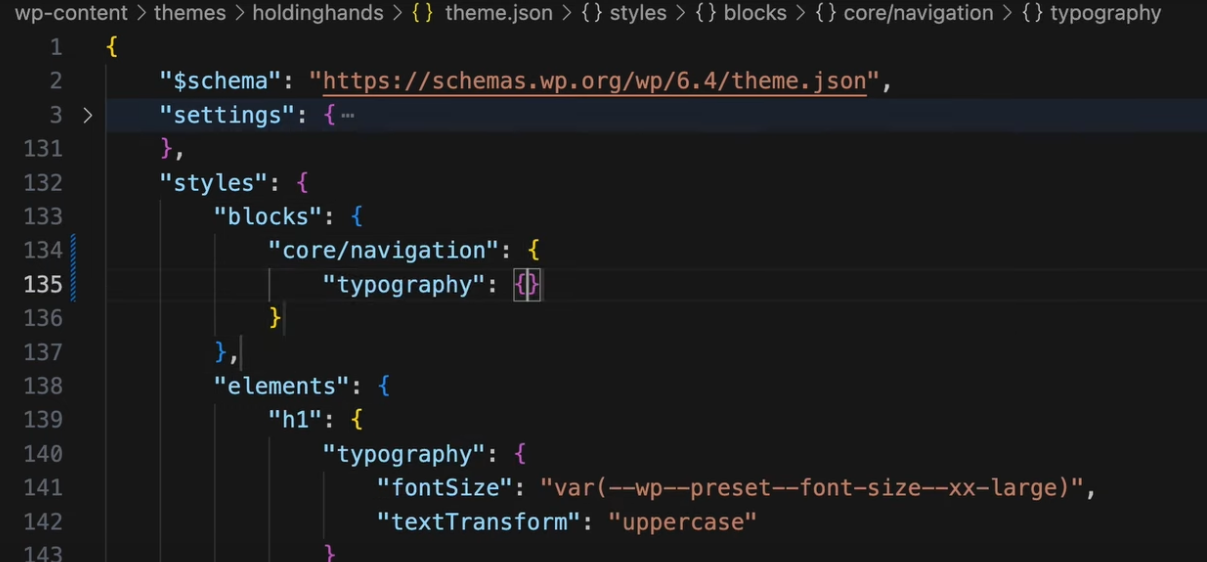 wp-content > themes > holdinghands > {} theme.json > {} styles > {} blocks > {} core/navigation > {} typography
1 {
2 "$schema": "https://schemas.wp.org/wp/6.4/theme.json",
3 > "settings": { ⋯
131 },
132 "styles": {
133 "blocks": {
134 "core/navigation": {
135 "typography": {}
136 }
137 },
138 "elements": {
139 "h1": {
140 "typography": {
141 "fontSize": "var(--wp--preset--font-size--xx-large)",
142 "textTransform": "uppercase"
143 }